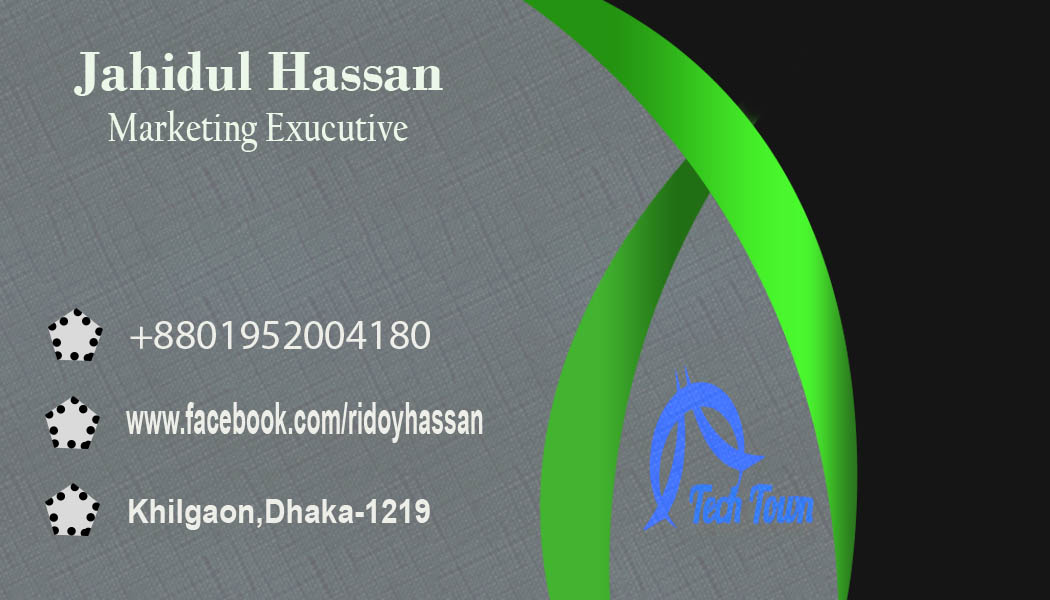 Jahidul Hassan
Marketing Exucutive
+8801952004180
www.facebook.com/ridoyhassan
Khilgaon,Dhaka-1219
Tech Town